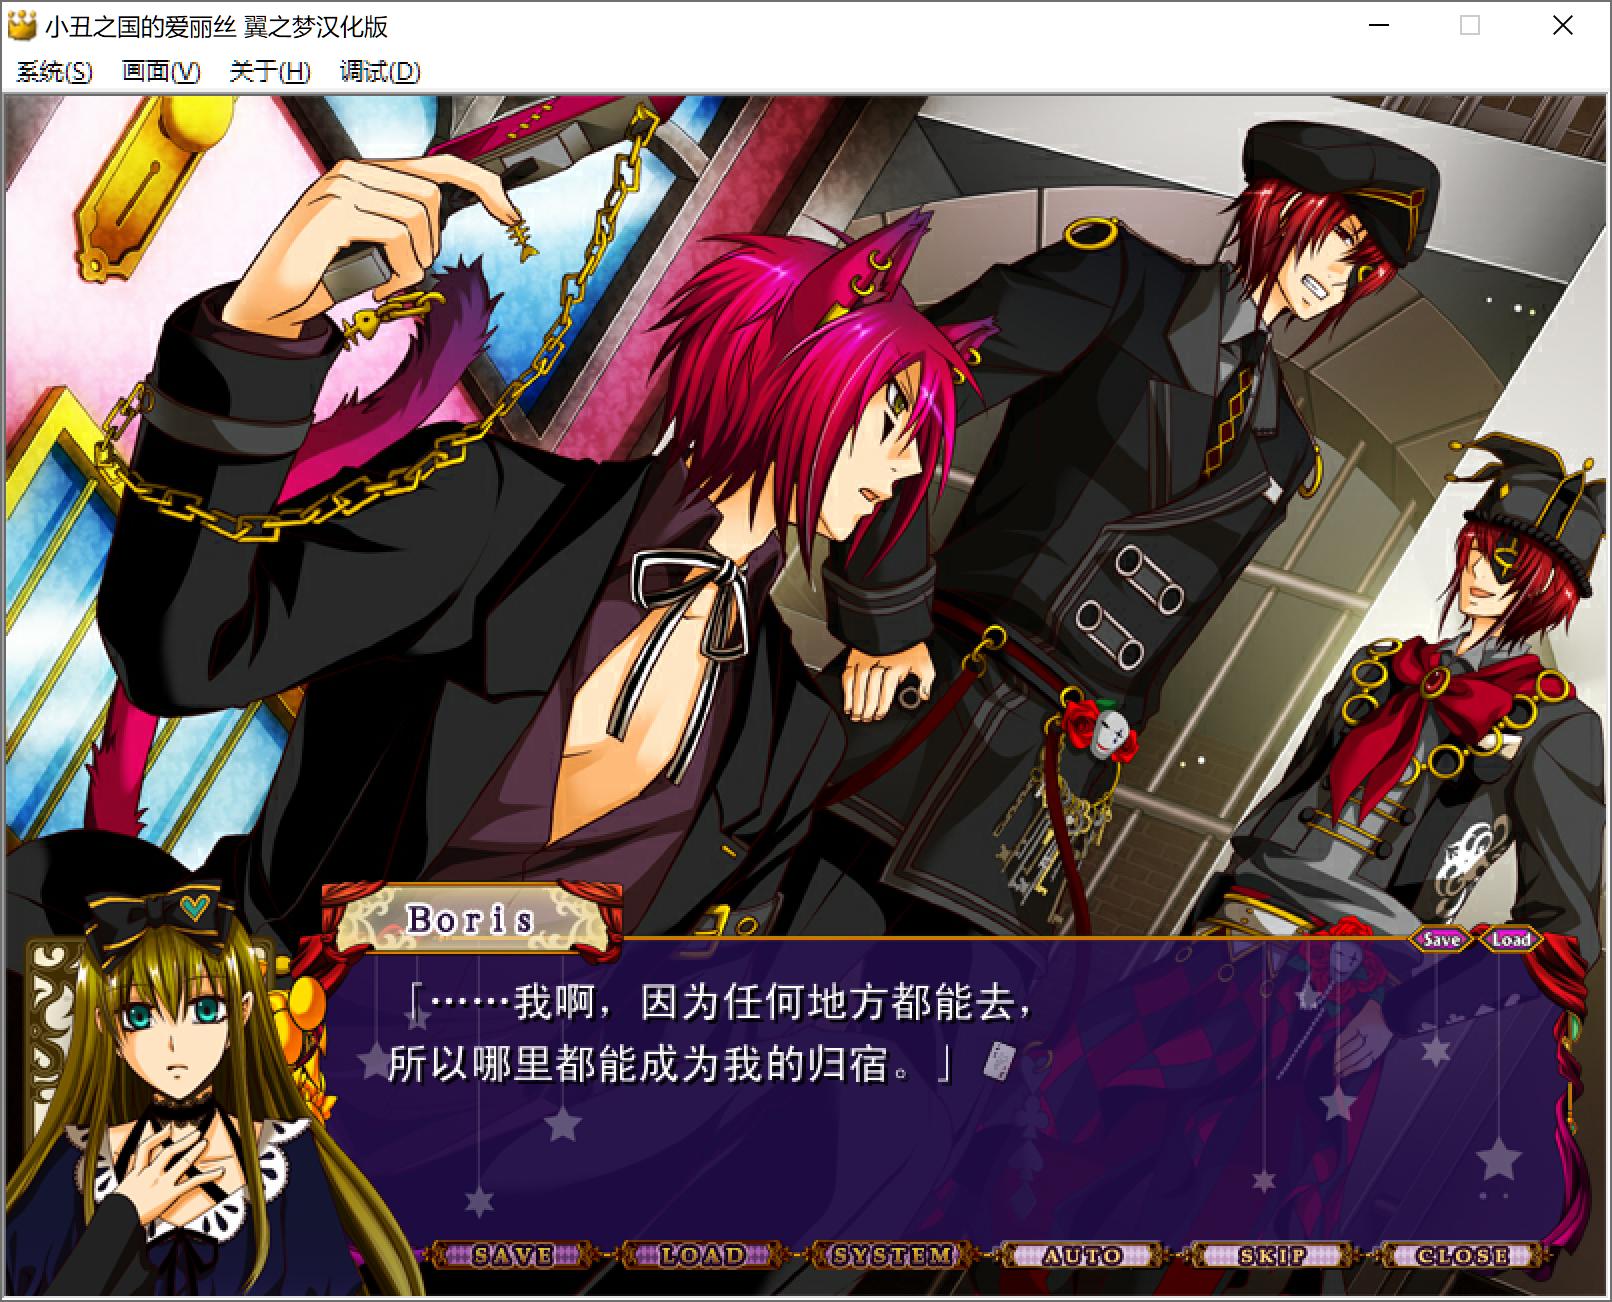 小丑之国的爱丽丝 翼之梦汉化版
系统(S) 画面(V) 关于(H) 调试(D)
Boris
Save Load
「……我啊，因为任何地方都能去，
所以哪里都能成为我的归宿。」
SAVE LOAD SYSTEM AUTO SKIP CLOSE